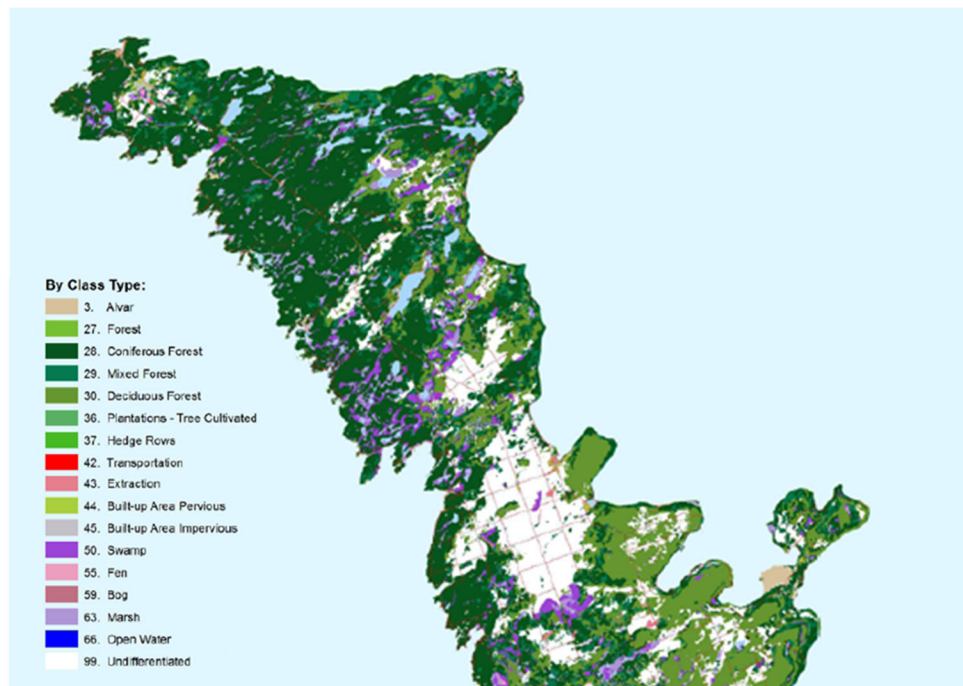 By Class Type:
3. Alvar
27. Forest
28. Coniferous Forest
29. Mixed Forest
30. Deciduous Forest
36. Plantations - Tree Cultivated
37. Hedge Rows
42. Transportation
43. Extraction
44. Built-up Area Pervious
45. Built-up Area Impervious
50. Swamp
55. Fen
59. Bog
63. Marsh
66. Open Water
99. Undifferentiated